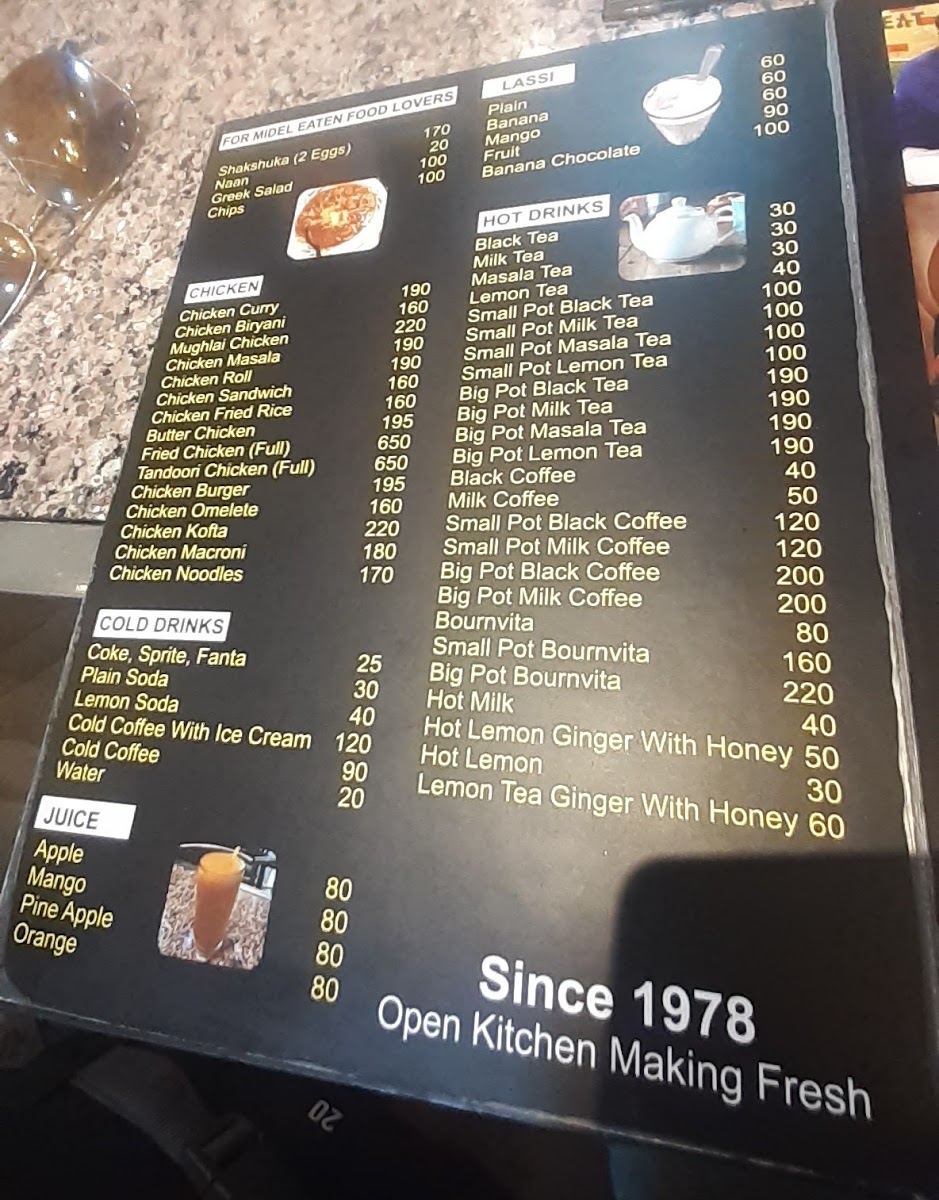 FOR MIDEL EATEN FOOD LOVERS
Shakshuka (2 Eggs) 170
Naan 20
Greek Salad 100
Chips 100
CHICKEN
Chicken Curry 190
Chicken Biryani 160
Mughlai Chicken 220
Chicken Masala 190
Chicken Roll 190
Chicken Sandwich 160
Chicken Fried Rice 160
Butter Chicken 195
Fried Chicken (Full) 650
Tandoori Chicken (Full) 650
Chicken Burger 195
Chicken Omelete 160
Chicken Kofta 220
Chicken Macroni 180
Chicken Noodles 170
COLD DRINKS
Coke, Sprite, Fanta 25
Plain Soda 30
Lemon Soda 40
Cold Coffee With Ice Cream 120
Cold Coffee 90
Water 20
JUICE
Apple 80
Mango 80
Pine Apple 80
Orange 80
LASSI
Plain 60
Banana 60
Mango 60
Fruit 90
Banana Chocolate 100
HOT DRINKS
Black Tea 30
Milk Tea 30
Masala Tea 30
Lemon Tea 40
Small Pot Black Tea 100
Small Pot Milk Tea 100
Small Pot Masala Tea 100
Small Pot Lemon Tea 100
Big Pot Black Tea 190
Big Pot Milk Tea 190
Big Pot Masala Tea 190
Big Pot Lemon Tea 190
Black Coffee 40
Milk Coffee 50
Small Pot Black Coffee 120
Small Pot Milk Coffee 120
Big Pot Black Coffee 200
Big Pot Milk Coffee 200
Bournvita 80
Small Pot Bournvita 160
Big Pot Bournvita 220
Hot Milk 40
Hot Lemon Ginger With Honey 50
Hot Lemon 30
Lemon Tea Ginger With Honey 60
Since 1978
Open Kitchen Making Fresh
EAT
20